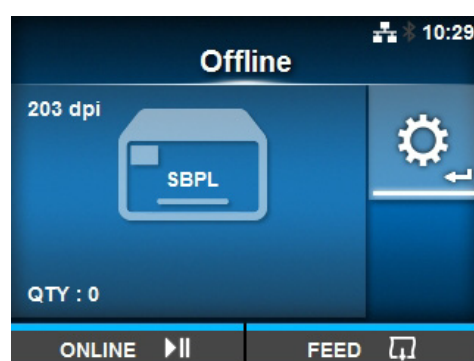 10:29
Offline
203 dpi
SBPL
QTY : 0
ONLINE
FEED